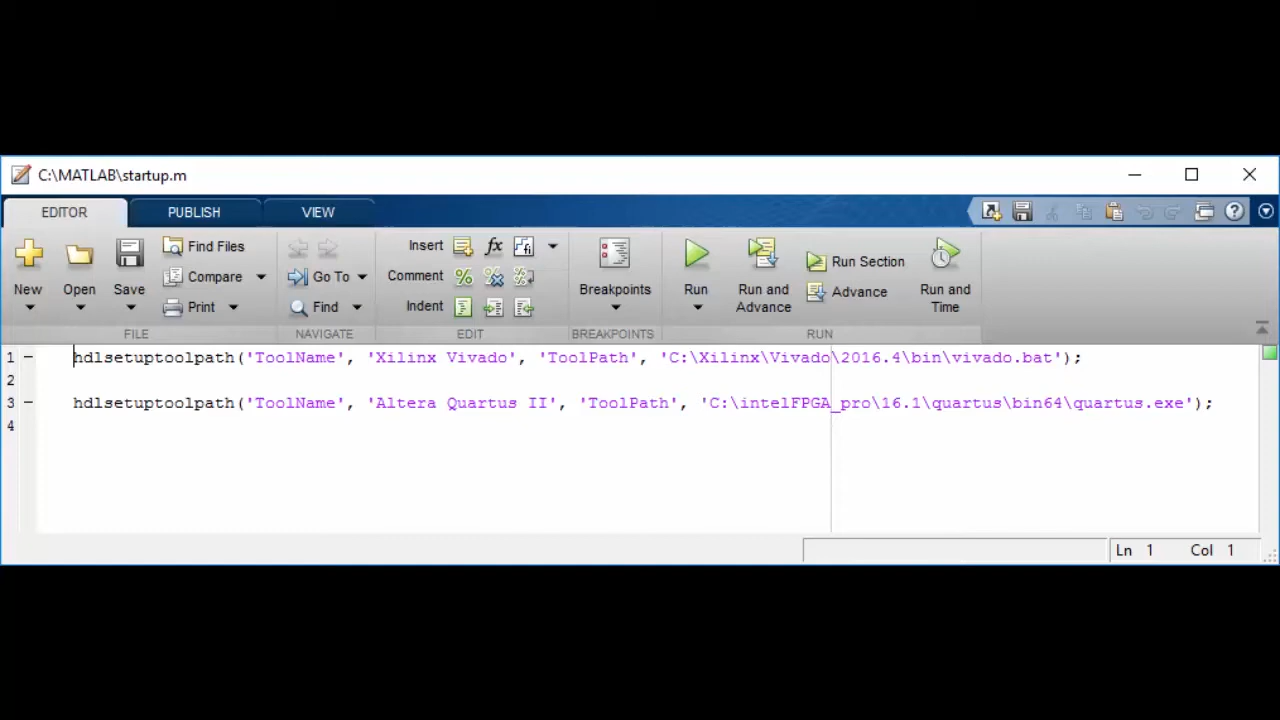 C:\MATLAB\startup.m
EDITOR PUBLISH VIEW
New
Open
Save
Find Files
Compare
Print
FILE
Go To
Find
NAVIGATE
Insert fx
Comment
Indent
EDIT
Breakpoints
BREAKPOINTS
Run
Run and Advance
Run Section
Advance
Run and Time
RUN
1 hdlsetuptoolpath('ToolName', 'Xilinx Vivado', 'ToolPath', 'C:\Xilinx\Vivado\2016.4\bin\vivado.bat');
2
3 hdlsetuptoolpath('ToolName', 'Altera Quartus II', 'ToolPath', 'C:\intelFPGA_pro\16.1\quartus\bin64\quartus.exe');
4
Ln 1 Col 1